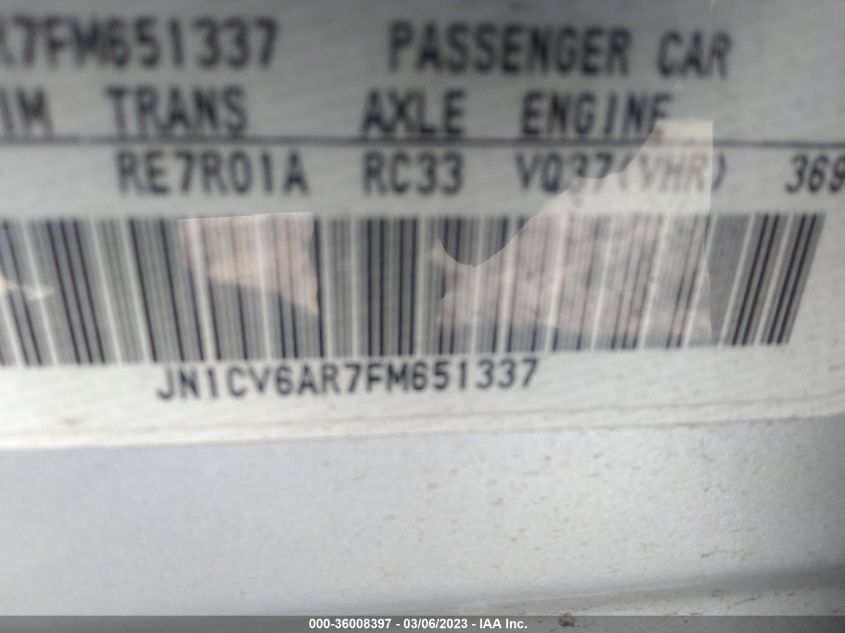 7FM651337 PASSENGER CAR
IM TRANS AXLE ENGINE
RE7R01A RC33 VQ37(VHR) 369
JN1CV6AR7FM651337
000-36008397 - 03/06/2023 - IAA Inc.